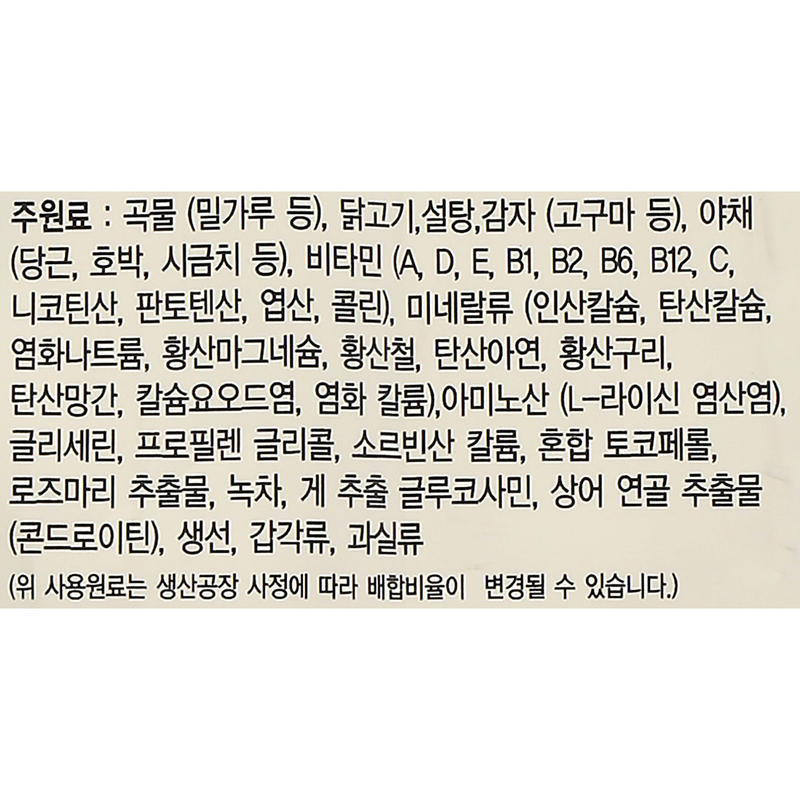 주원료 : 곡물 (밀가루 등), 닭고기,설탕,감자 (고구마 등), 야채
(당근, 호박, 시금치 등), 비타민 (A, D, E, B1, B2, B6, B12, C,
니코틴산, 판토텐산, 엽산, 콜린), 미네랄류 (인산칼슘, 탄산칼슘,
염화나트륨, 황산마그네슘, 황산철, 탄산아연, 황산구리,
탄산망간, 칼슘요오드염, 염화 칼륨),아미노산 (L-라이신 염산염),
글리세린, 프로필렌 글리콜, 소르빈산 칼륨, 혼합 토코페롤,
로즈마리 추출물, 녹차, 게 추출 글루코사민, 상어 연골 추출물
(콘드로이틴), 생선, 갑각류, 과실류
(위 사용원료는 생산공장 사정에 따라 배합비율이 변경될 수 있습니다.)